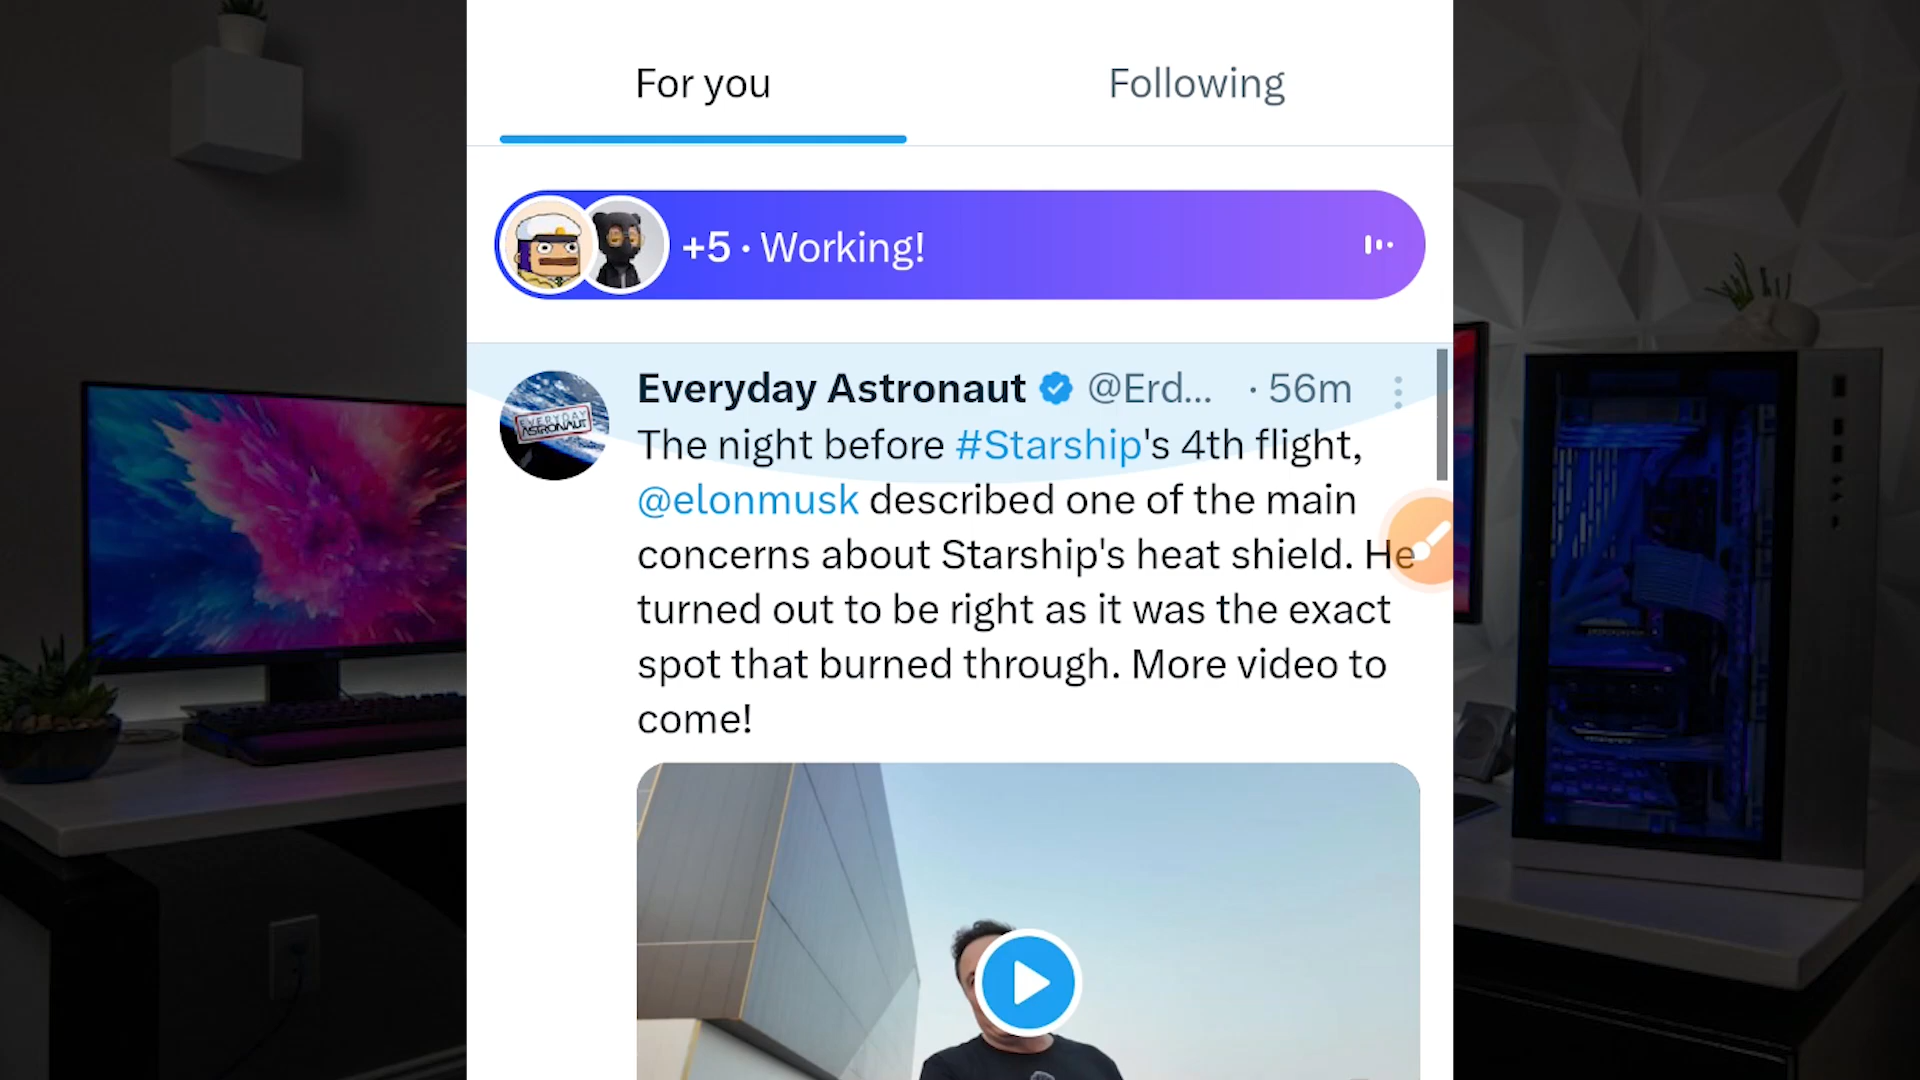 For you
Following
+5 · Working!
Everyday Astronaut @Erd... · 56m
EVERYDAY
ASTRONAUT
The night before #Starship's 4th flight,
@elonmusk described one of the main
concerns about Starship's heat shield. He
turned out to be right as it was the exact
spot that burned through. More video to
come!